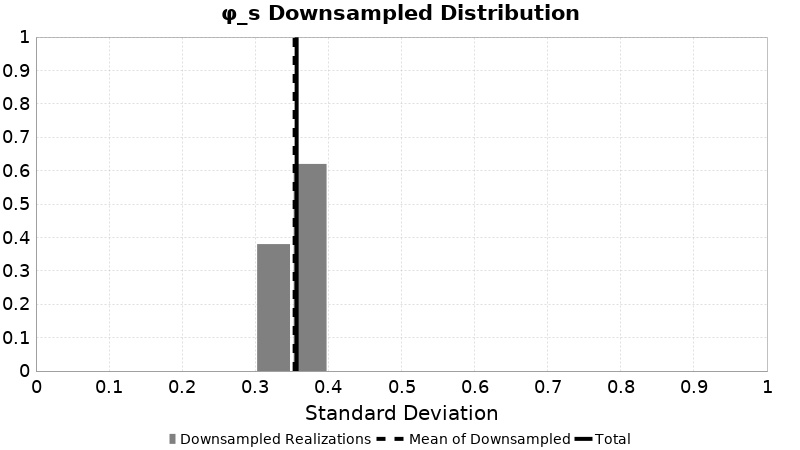 φ_s Downsampled Distribution
1
0.9
0.8
0.7
0.6
0.5
0.4
0.3
0.2
0.1
0
0 0.1 0.2 0.3 0.4 0.5 0.6 0.7 0.8 0.9 1
Standard Deviation
Downsampled Realizations Mean of Downsampled Total